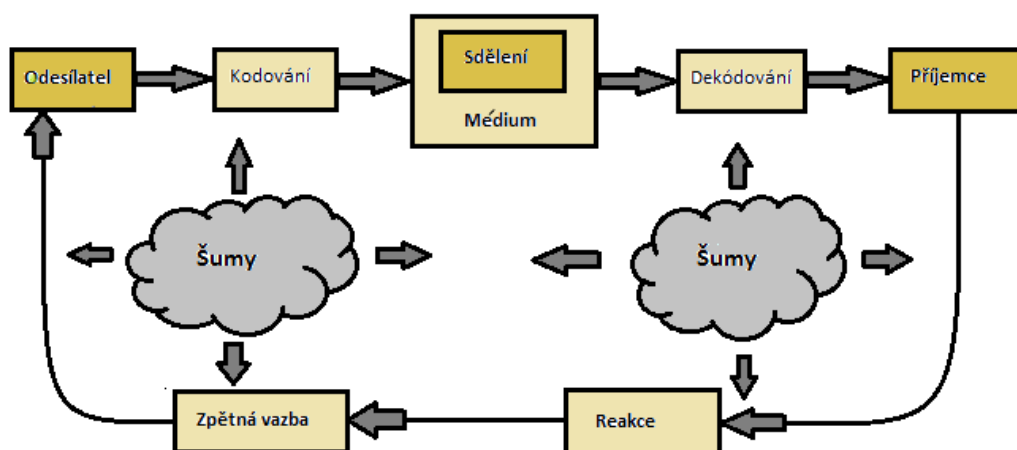 Odesílatel
Kodování
Sdělení
Médium
Dekódování
Příjemce
Šumy
Šumy
Zpětná vazba
Reakce